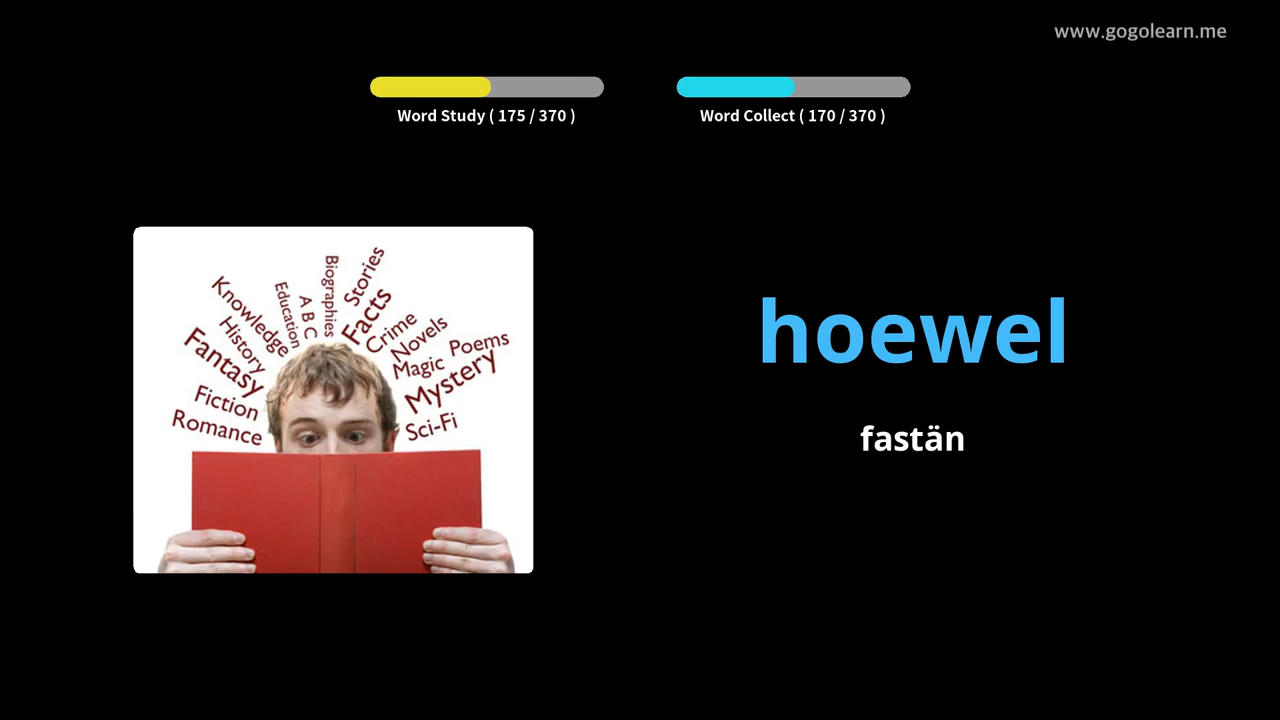 www.gogolearn.me
Word Study ( 175 / 370 )
Word Collect ( 170 / 370 )
Stories
Biographies
Facts
A B C
Education
Knowledge
Crime
History
Novels
Poems
Fantasy
Magic
Mystery
Fiction
Romance
Sci-Fi
hoewel
fastän